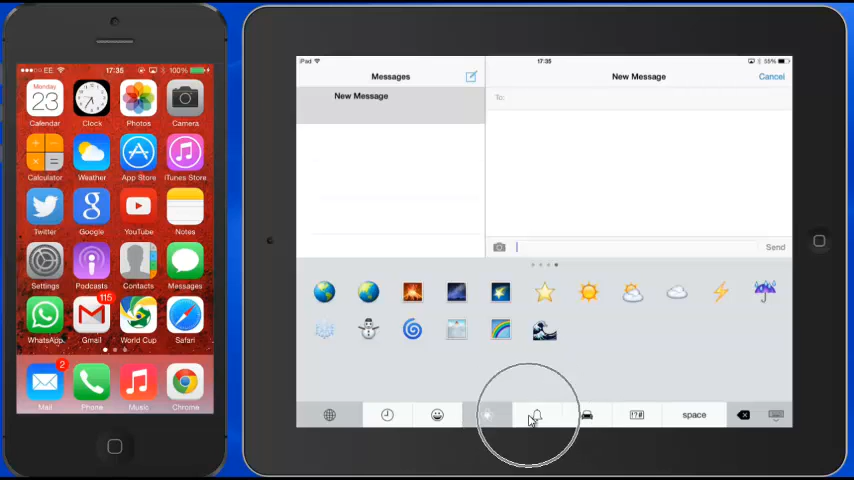 EE 17:35 100%
Monday
23
Calendar Clock Photos Camera
Calculator Weather App Store iTunes Store
Twitter Google YouTube Notes
Settings Podcasts Contacts Messages
115
WhatsApp Gmail World Cup Safari
2
Mail Phone Music Chrome
iPad 17:35 55%
Messages
New Message
New Message Cancel
To:
Send
!?# space